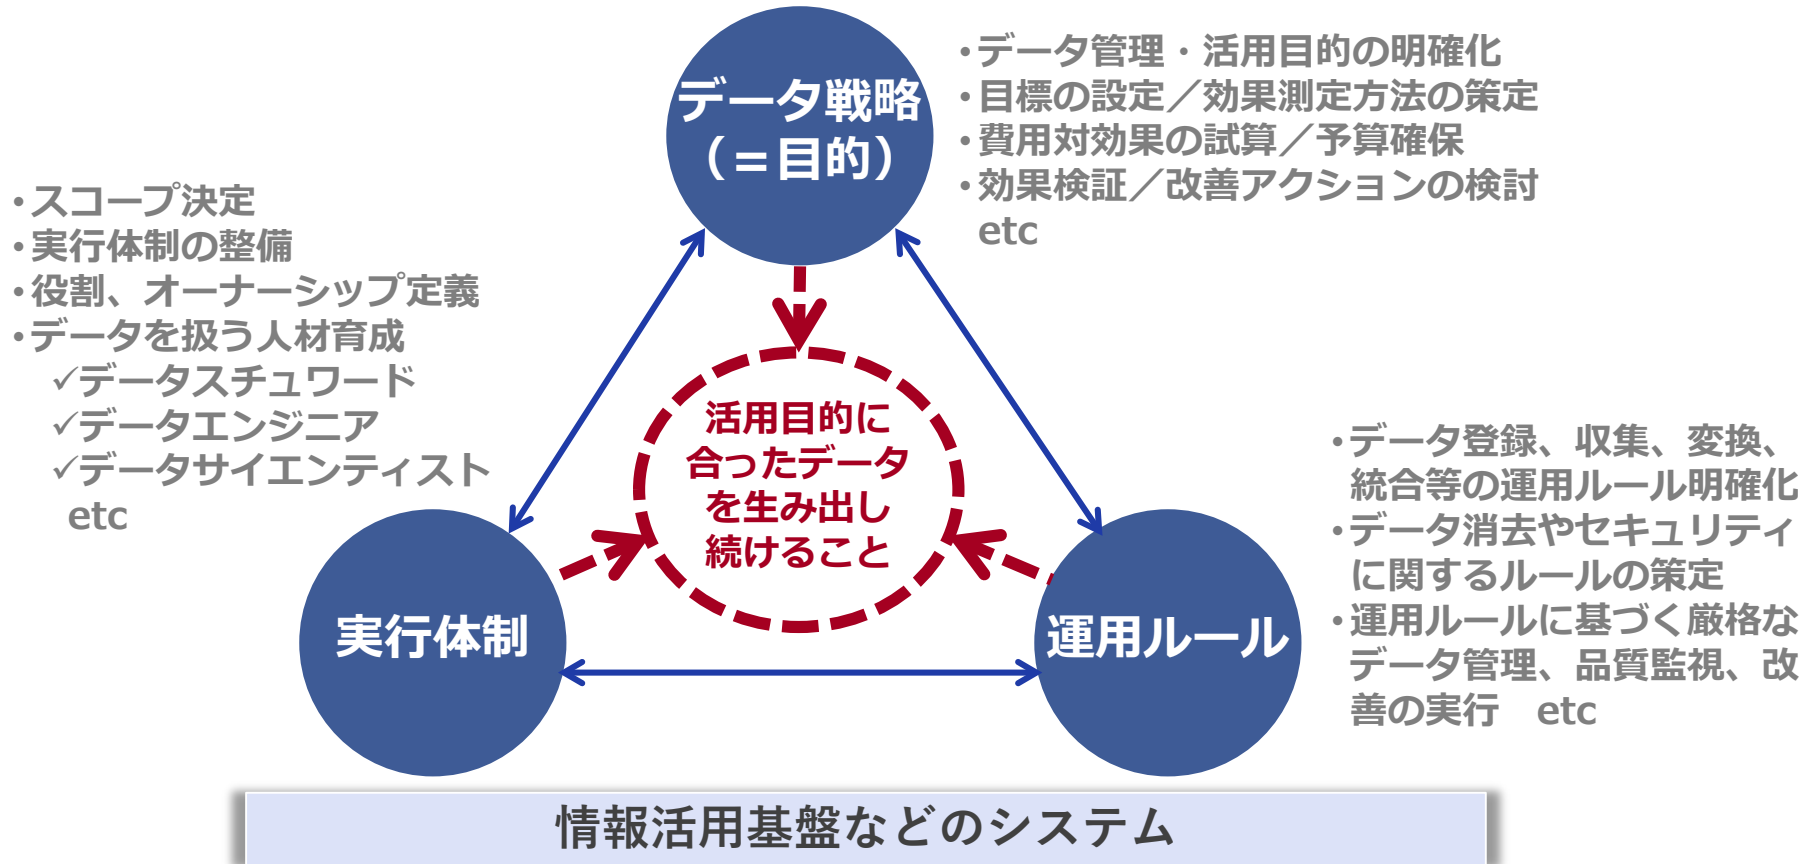 データ戦略
（＝目的）
・データ管理・活用目的の明確化
・目標の設定／効果測定方法の策定
・費用対効果の試算／予算確保
・効果検証／改善アクションの検討
etc
・スコープ決定
・実行体制の整備
・役割、オーナーシップ定義
・データを扱う人材育成
✓データスチュワード
✓データエンジニア
✓データサイエンティスト
etc
活用目的に
合ったデータ
を生み出し
続けること
・データ登録、収集、変換、
統合等の運用ルール明確化
・データ消去やセキュリティ
に関するルールの策定
・運用ルールに基づく厳格な
データ管理、品質監視、改
善の実行　etc
実行体制
運用ルール
情報活用基盤などのシステム